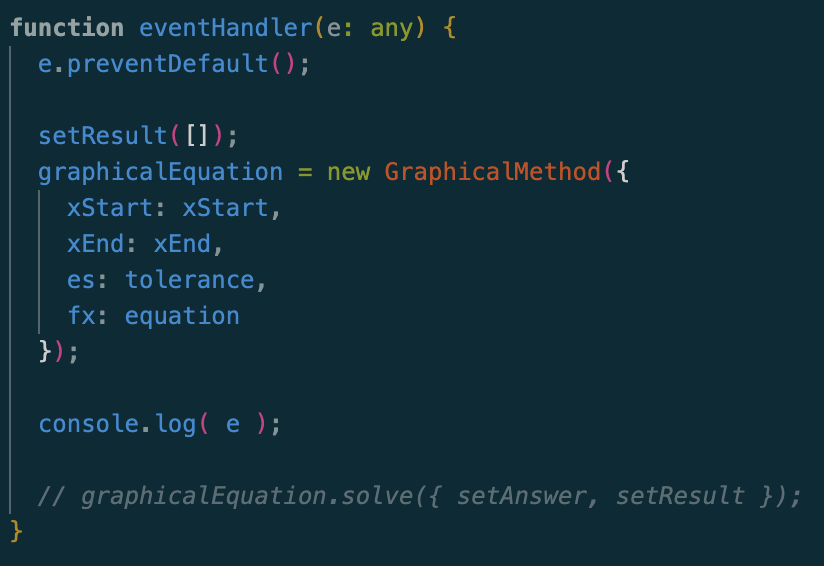 function eventHandler(e: any) {
e.preventDefault();
setResult([]);
graphicalEquation = new GraphicalMethod({
xStart: xStart,
xEnd: xEnd,
es: tolerance,
fx: equation
});
console.log( e );
// graphicalEquation.solve({ setAnswer, setResult });
}